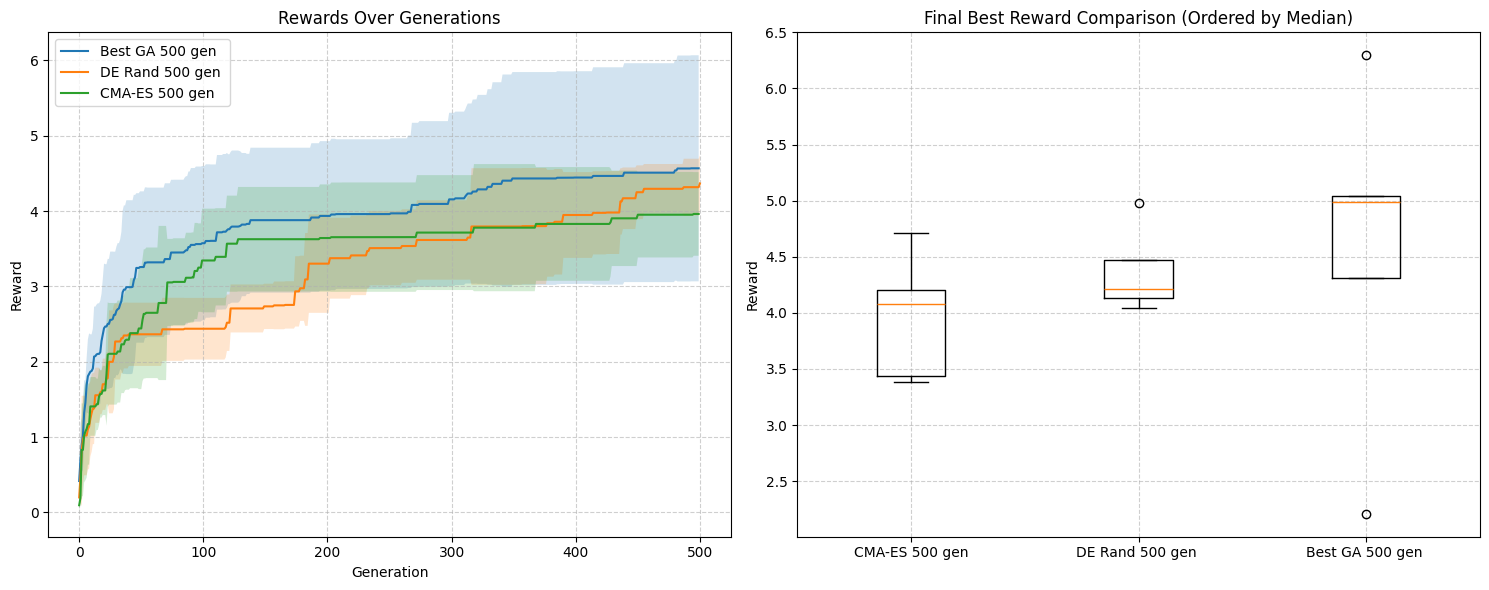 Rewards Over Generations
Best GA 500 gen
DE Rand 500 gen
CMA-ES 500 gen
Reward
6
5
4
3
2
1
0
0 100 200 300 400 500
Generation
Final Best Reward Comparison (Ordered by Median)
Reward
6.5
6.0
5.5
5.0
4.5
4.0
3.5
3.0
2.5
CMA-ES 500 gen DE Rand 500 gen Best GA 500 gen